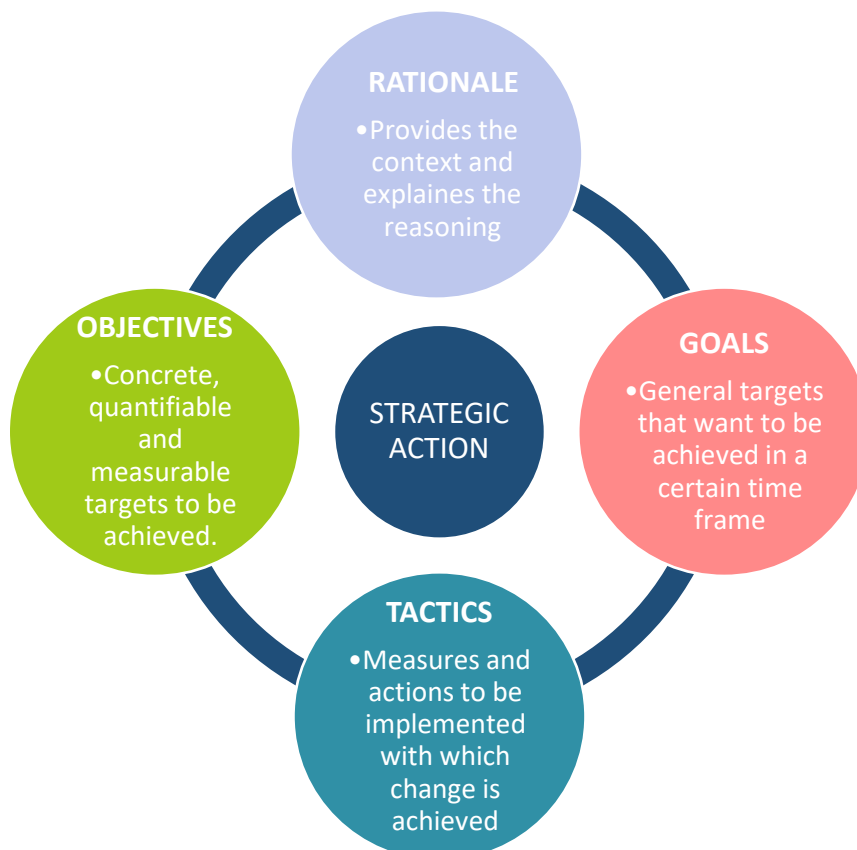 RATIONALE
•Provides the
context and
explaines the
reasoning
GOALS
•General targets
that want to be
achieved in a
certain time
frame
TACTICS
•Measures and
actions to be
implemented
with which
change is
achieved
OBJECTIVES
•Concrete,
quantifiable
and
measurable
targets to be
achieved.
STRATEGIC
ACTION